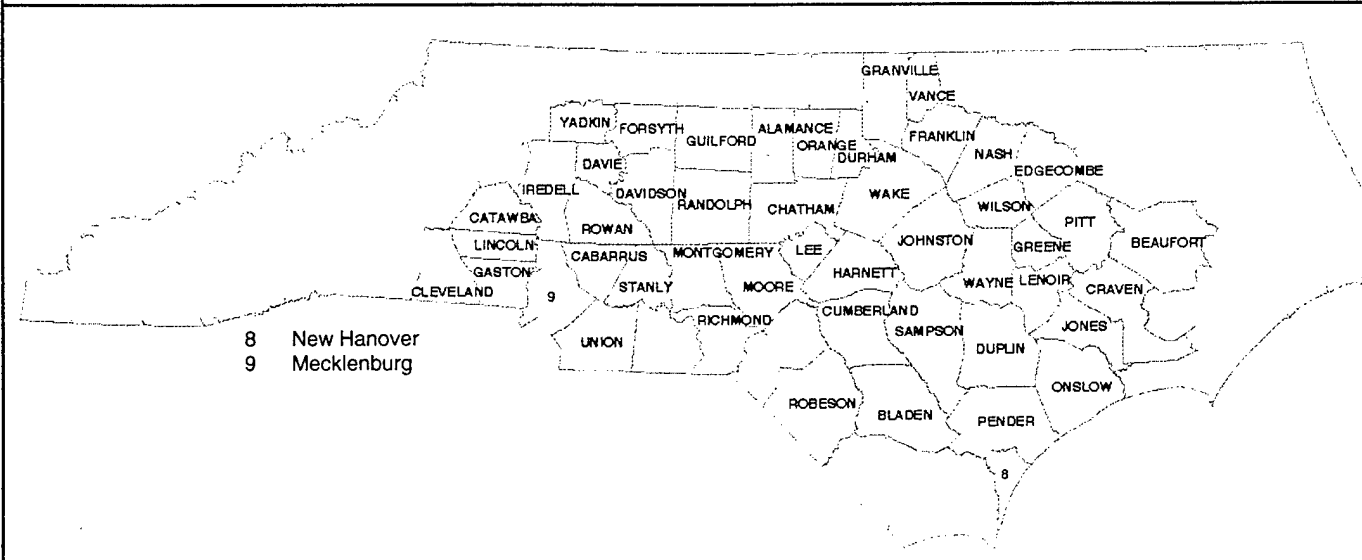 GRANVILLE
VANCE
YADKIN
FORSYTH
GUILFORD
ALAMANCE
ORANGE
DURHAM
FRANKLIN
NASH
EDGECOMBE
DAVIE
IREDELL
DAVIDSON
RANDOLPH
CHATHAM
WAKE
WILSON
PITT
CATAWBA
ROWAN
LINCOLN
CABARRUS
MONTGOMERY
LEE
JOHNSTON
GREENE
BEAUFORT
GASTON
CLEVELAND
STANLY
MOORE
HARNETT
WAYNE
LENOIR
CRAVEN
9
RICHMOND
CUMBERLAND
SAMPSON
JONES
UNION
DUPLIN
ONSLOW
8 New Hanover
9 Mecklenburg
ROBESON
BLADEN
PENDER
8